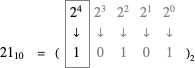 2⁴ 2³ 2² 2¹ 2⁰
↓ ↓ ↓ ↓ ↓
21₁₀ = ( 1 0 1 0 1 )₂